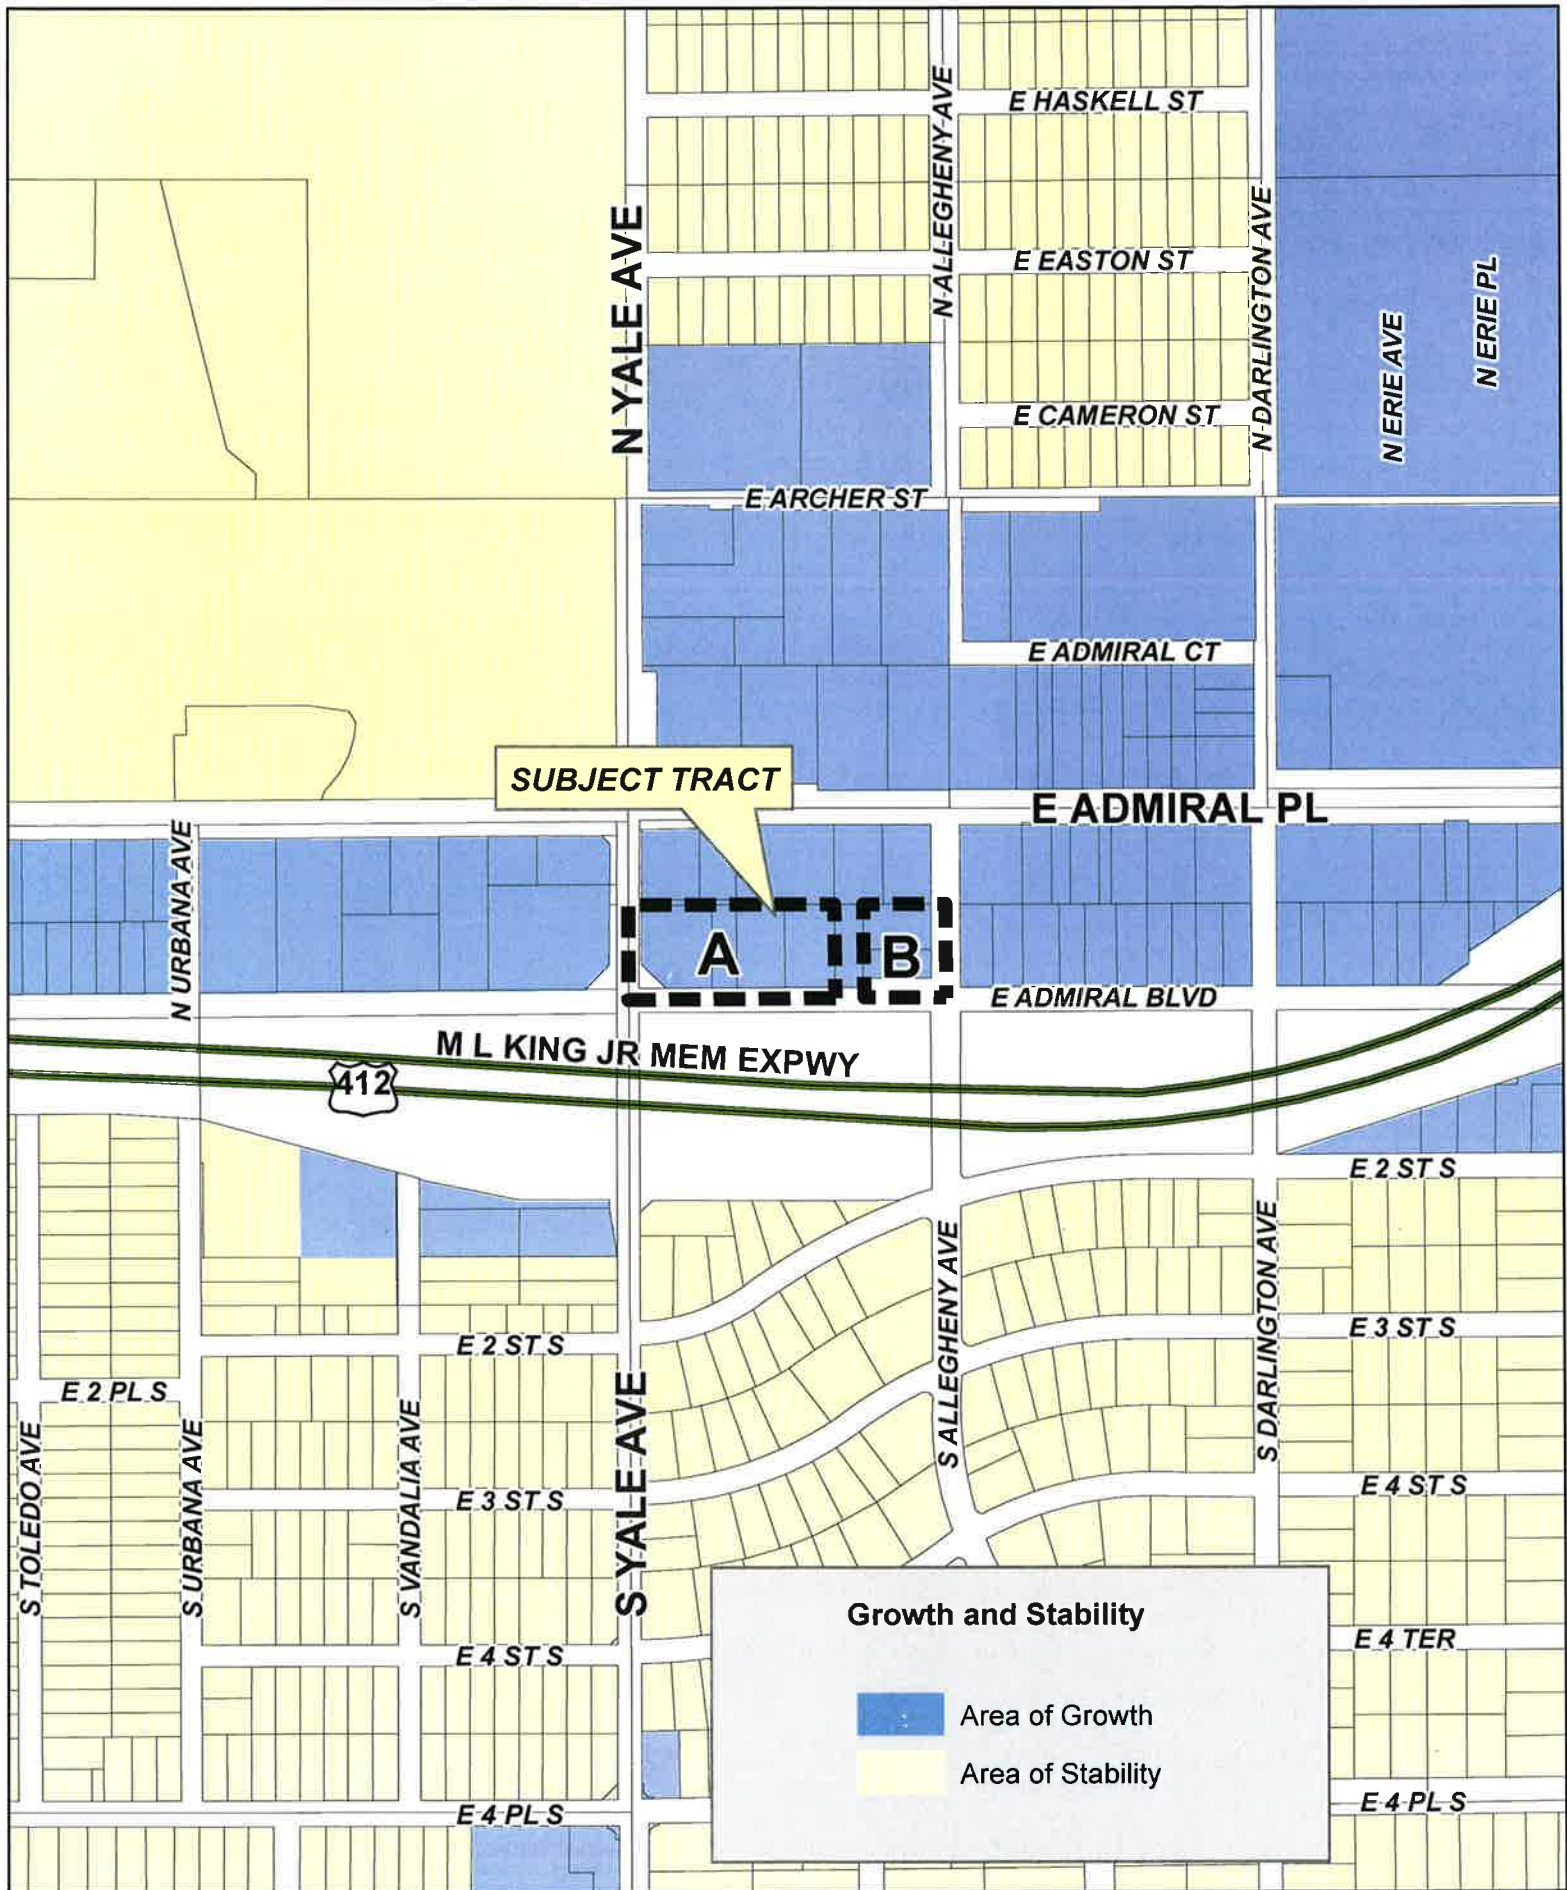 E HASKELL ST
N ALLEGHENY AVE
N DARLINGTON AVE
N YALE AVE
E EASTON ST
N ERIE PL
N ERIE AVE
E CAMERON ST
E ARCHER ST
E ADMIRAL CT
SUBJECT TRACT
E ADMIRAL PL
N URBANA AVE
A
B
E ADMIRAL BLVD
M L KING JR MEM EXPWY
412
E 2 ST S
S ALLEGHENY AVE
S DARLINGTON AVE
E 3 ST S
E 2 ST S
E 2 PL S
S TOLEDO AVE
S URBANA AVE
S VANDALIA AVE
S YALE AVE
E 4 ST S
E 3 ST S
E 4 TER
E 4 ST S
E 4 PL S
E 4 PL S
Growth and Stability
Area of Growth
Area of Stability